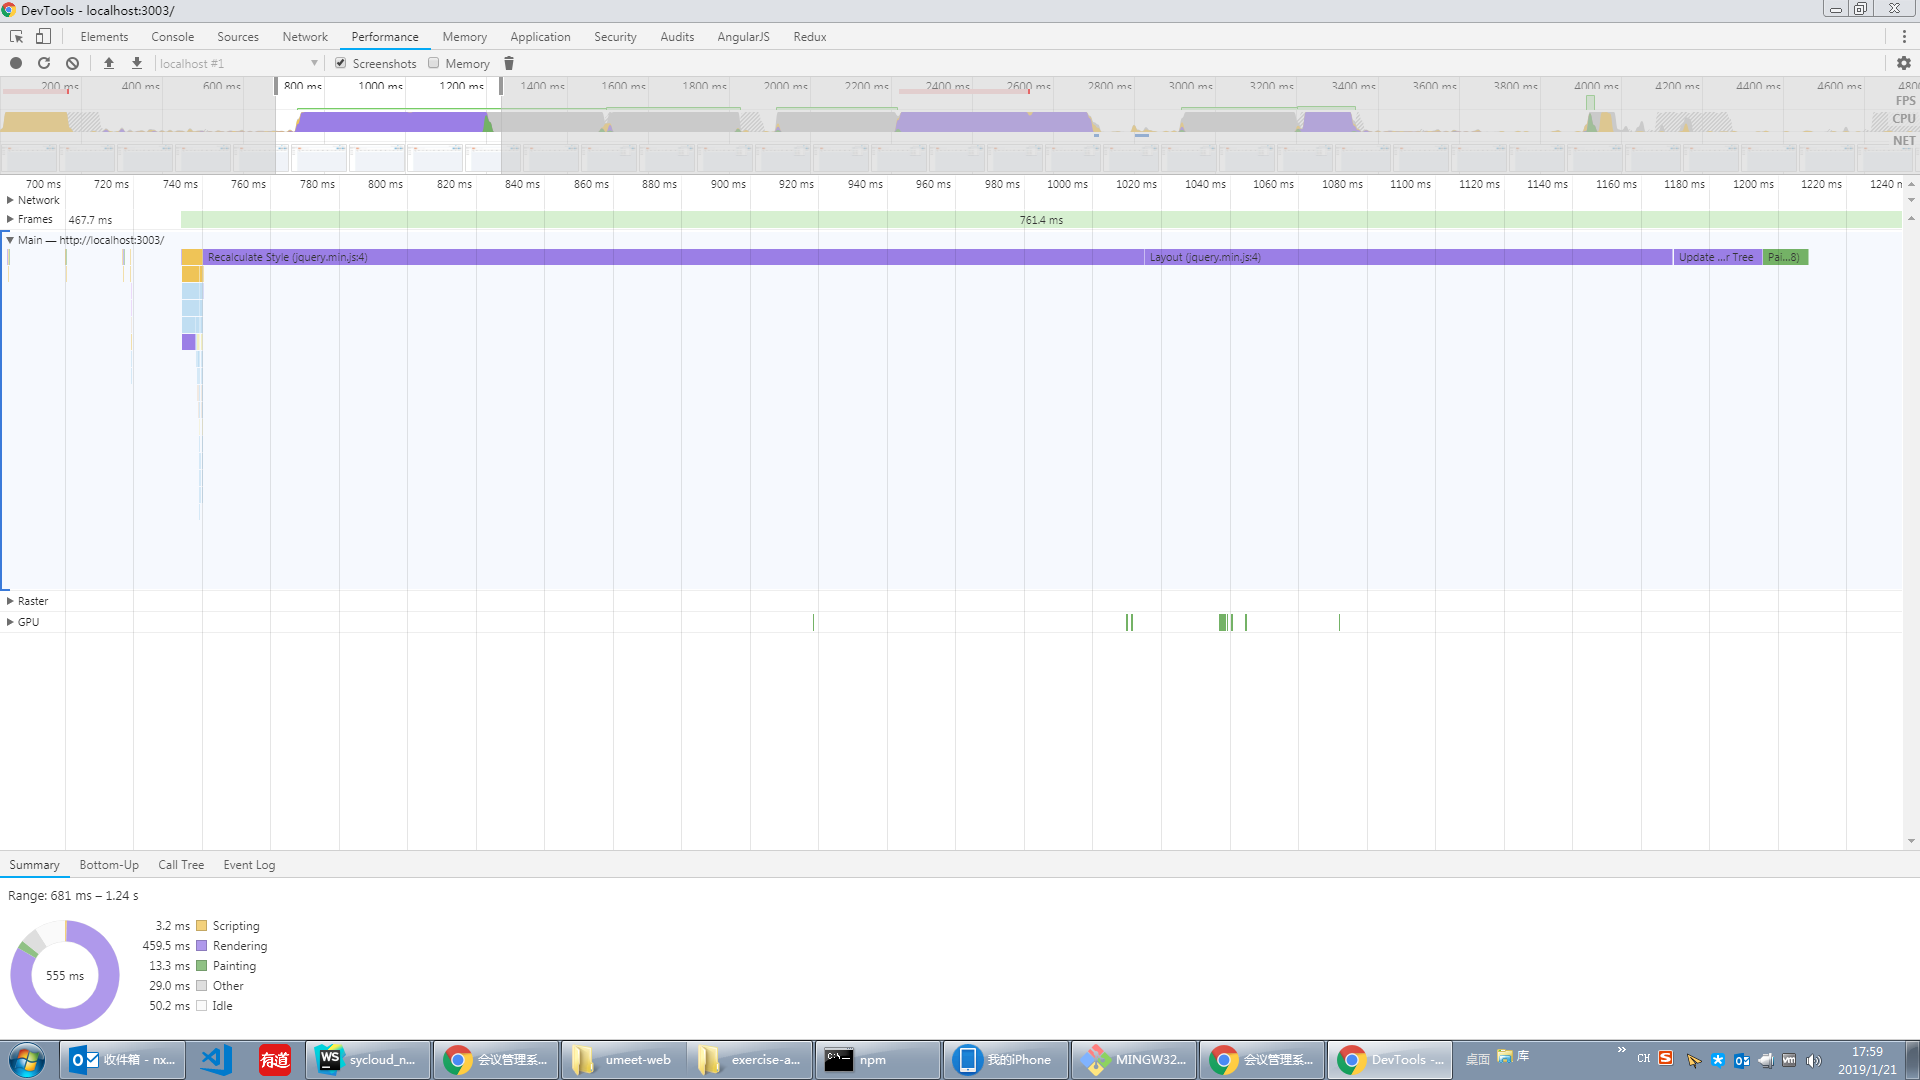 DevTools - localhost:3003/
Elements Console Sources Network Performance Memory Application Security Audits AngularJS Redux
localhost #1 Screenshots Memory
200 ms 400 ms 600 ms 800 ms 1000 ms 1200 ms 1400 ms 1600 ms 1800 ms 2000 ms 2200 ms 2400 ms 2600 ms 2800 ms 3000 ms 3200 ms 3400 ms 3600 ms 3800 ms 4000 ms 4200 ms 4400 ms 4600 ms 4800
FPS
CPU
NET
700 ms 720 ms 740 ms 760 ms 780 ms 800 ms 820 ms 840 ms 860 ms 880 ms 900 ms 920 ms 940 ms 960 ms 980 ms 1000 ms 1020 ms 1040 ms 1060 ms 1080 ms 1100 ms 1120 ms 1140 ms 1160 ms 1180 ms 1200 ms 1220 ms 1240 n
Network
Frames 467.7 ms 761.4 ms
Main — http://localhost:3003/
Recalculate Style (jquery.min.js:4) Layout (jquery.min.js:4) Update ...r Tree Pai...8)
Raster
GPU
Summary Bottom-Up Call Tree Event Log
Range: 681 ms – 1.24 s
3.2 ms Scripting
459.5 ms Rendering
13.3 ms Painting
29.0 ms Other
50.2 ms Idle
555 ms
收件箱 - nx... 有道 WS sycloud_n... 会议管理系... umeet-web exercise-a... npm 我的iPhone MINGW32... 会议管理系... DevTools -... 桌面 库 CH 17:59
2019/1/21